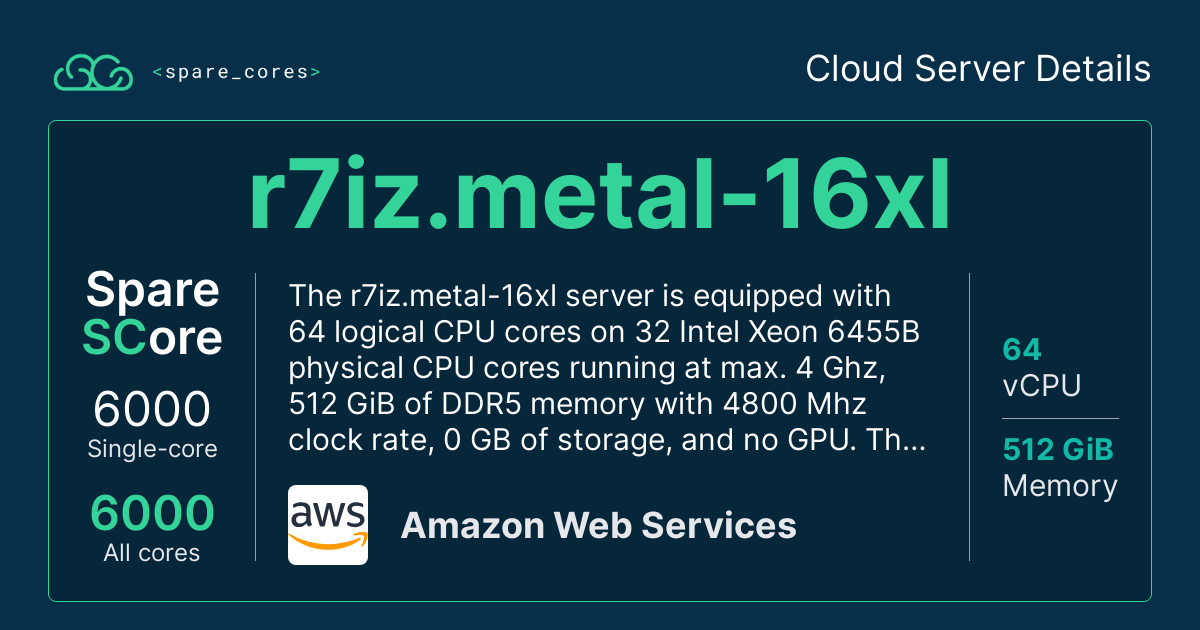 <spare_cores>
Cloud Server Details
r7iz.metal-16xl
Spare
SCore
6000
Single-core
6000
All cores
The r7iz.metal-16xl server is equipped with
64 logical CPU cores on 32 Intel Xeon 6455B
physical CPU cores running at max. 4 Ghz,
512 GiB of DDR5 memory with 4800 Mhz
clock rate, 0 GB of storage, and no GPU. Th...
aws
Amazon Web Services
64
vCPU
512 GiB
Memory